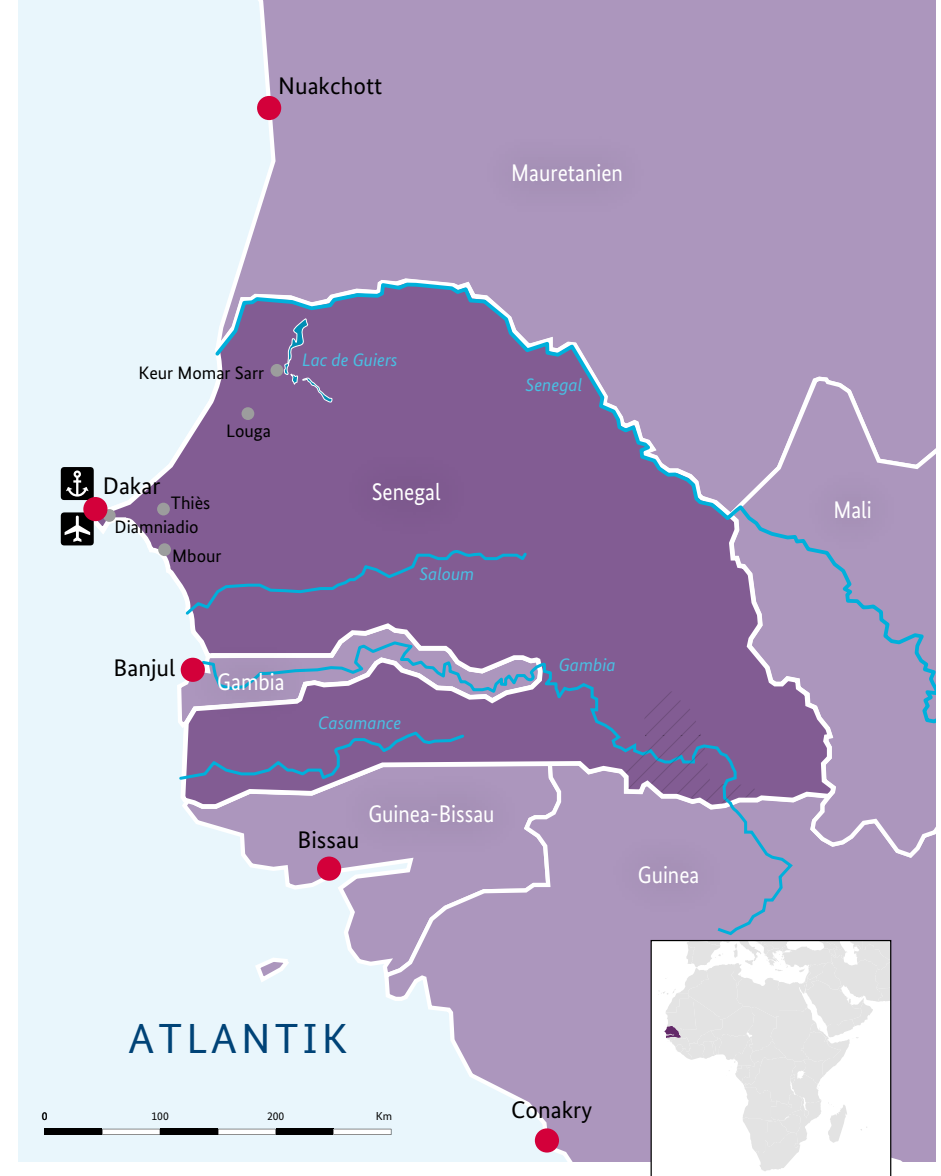 Nuakchott
Mauretanien
Lac de Guiers
Keur Momar Sarr
Senegal
Louga
Dakar
Senegal
Thiès
Mali
Diamniadio
Mbour
Saloum
Banjul
Gambia
Gambia
Casamance
Guinea-Bissau
Bissau
Guinea
ATLANTIK
0 100 200 Km
Conakry